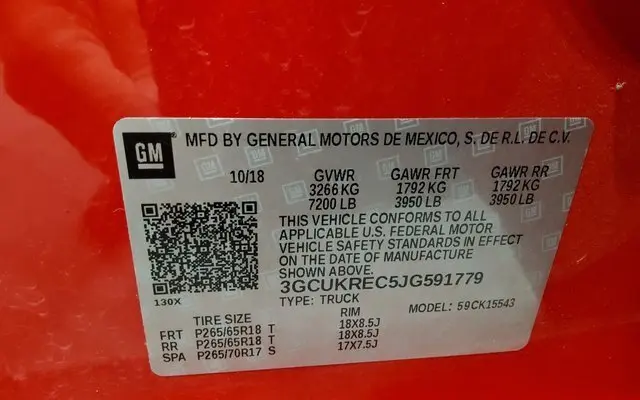 GM MFD BY GENERAL MOTORS DE MEXICO, S. DE R.L. DE C.V.
10/18 GVWR GAWR FRT GAWR RR
3266 KG 1792 KG 1792 KG
7200 LB 3950 LB 3950 LB
THIS VEHICLE CONFORMS TO ALL
APPLICABLE U.S. FEDERAL MOTOR
VEHICLE SAFETY STANDARDS IN EFFECT
ON THE DATE OF MANUFACTURE
SHOWN ABOVE.
3GCUKREC5JG591779
130X
TYPE: TRUCK MODEL: 59CK15543
TIRE SIZE RIM
FRT P265/65R18 T 18X8.5J
RR P265/65R18 T 18X8.5J
SPA P265/70R17 S 17X7.5J